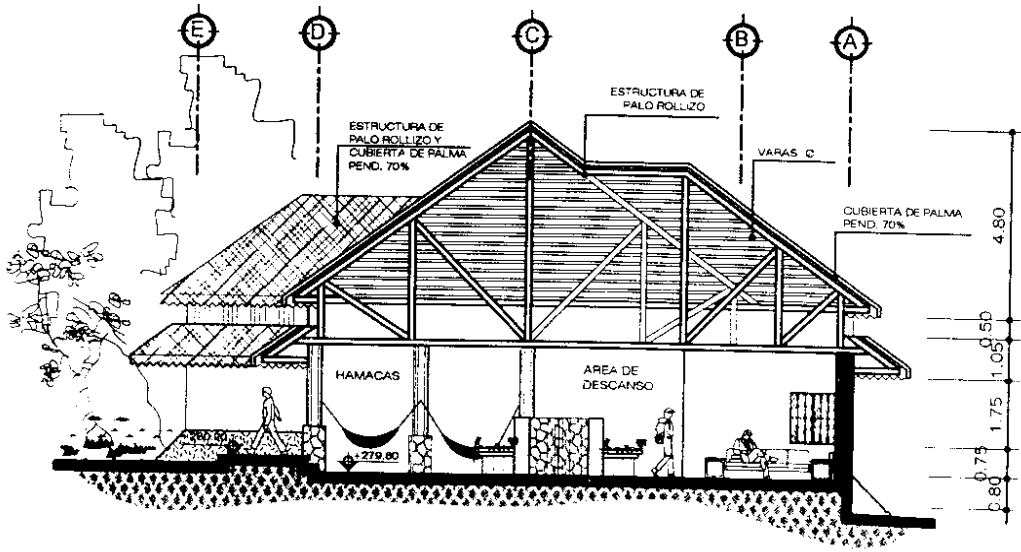 E
D
C
B
A
ESTRUCTURA DE
PALO ROLLIZO
ESTRUCTURA DE
PALO ROLLIZO Y
CUBIERTA DE PALMA
PEND. 70%
VARAS
CUBIERTA DE PALMA
PEND. 70%
4.80
0.50
1.05
1.75
0.75
0.80
HAMACAS
AREA DE
DESCANSO
+279.80